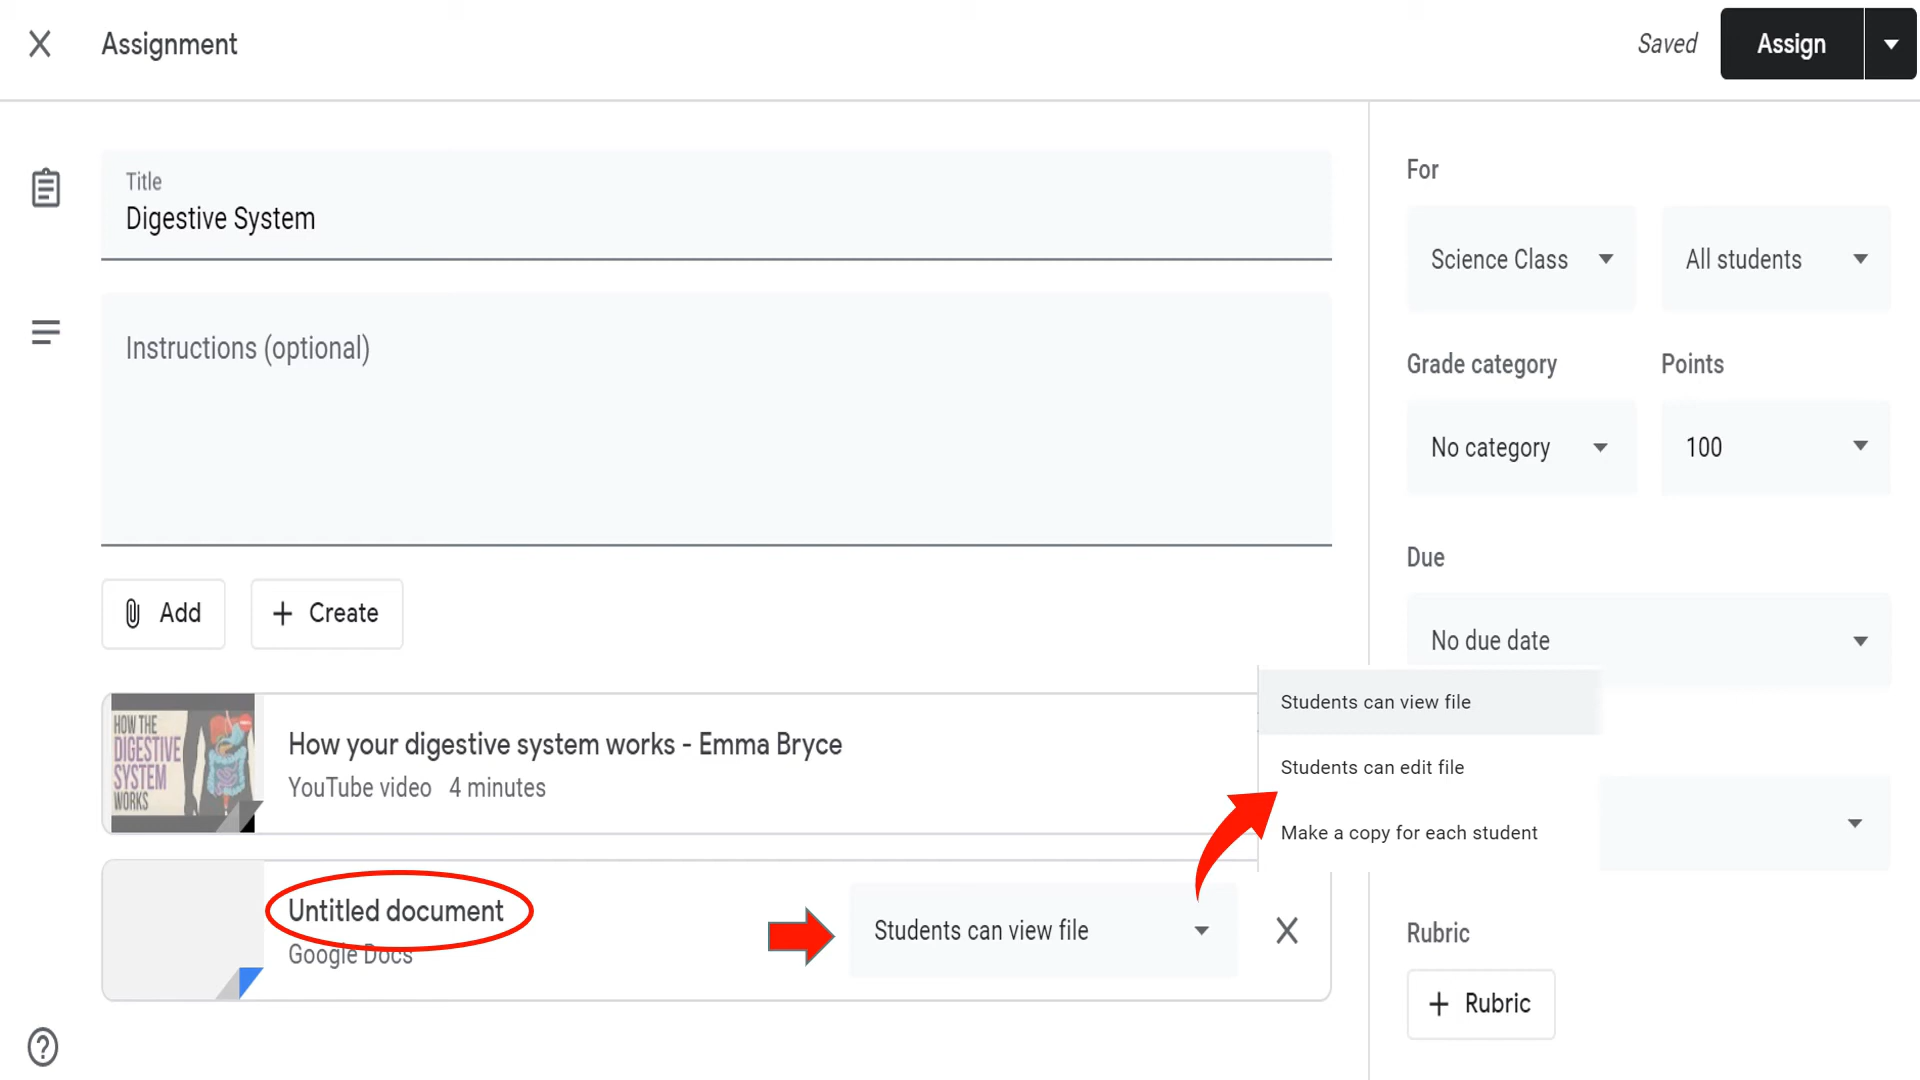 Assignment
Saved
Assign
Title
Digestive System
Instructions (optional)
Add
Create
HOW THE
DIGESTIVE
SYSTEM
WORKS
How your digestive system works - Emma Bryce
YouTube video 4 minutes
Untitled document
Google Docs
Students can view file
Students can view file
Students can edit file
Make a copy for each student
For
Science Class
All students
Grade category
Points
No category
100
Due
No due date
Rubric
Rubric